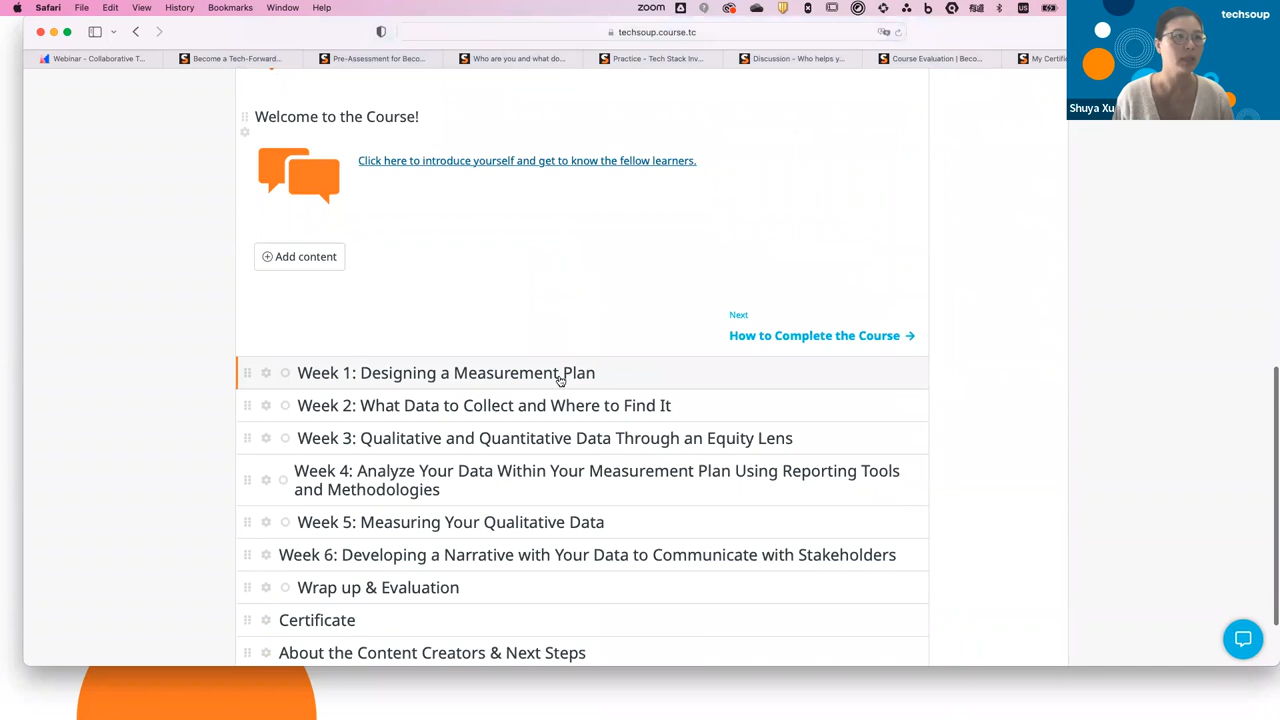 Safari File Edit View History Bookmarks Window Help zoom
techsoup.course.tc
Webinar - Collaborative T... Become a Tech-Forward... Pre-Assessment for Beco... Who are you and what do... Practice - Tech Stack Inv... Discussion - Who helps y... Course Evaluation | Beco... My Certifi
techsoup
Shuya Xu
Welcome to the Course!
Click here to introduce yourself and get to know the fellow learners.
Add content
Next
How to Complete the Course →
Week 1: Designing a Measurement Plan
Week 2: What Data to Collect and Where to Find It
Week 3: Qualitative and Quantitative Data Through an Equity Lens
Week 4: Analyze Your Data Within Your Measurement Plan Using Reporting Tools
and Methodologies
Week 5: Measuring Your Qualitative Data
Week 6: Developing a Narrative with Your Data to Communicate with Stakeholders
Wrap up & Evaluation
Certificate
About the Content Creators & Next Steps